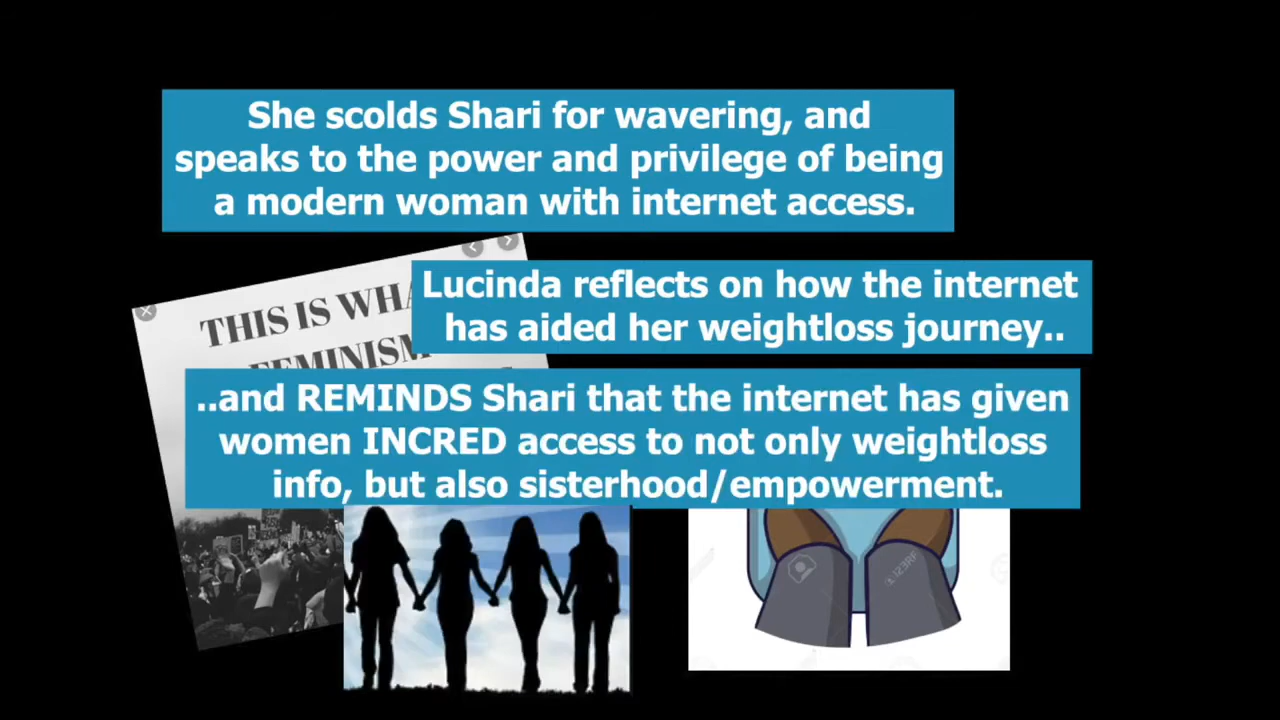 She scolds Shari for wavering, and
speaks to the power and privilege of being
a modern woman with internet access.
THIS IS WHA
FEMINISM
Lucinda reflects on how the internet
has aided her weightloss journey..
..and REMINDS Shari that the internet has given
women INCRED access to not only weightloss
info, but also sisterhood/empowerment.
123RF